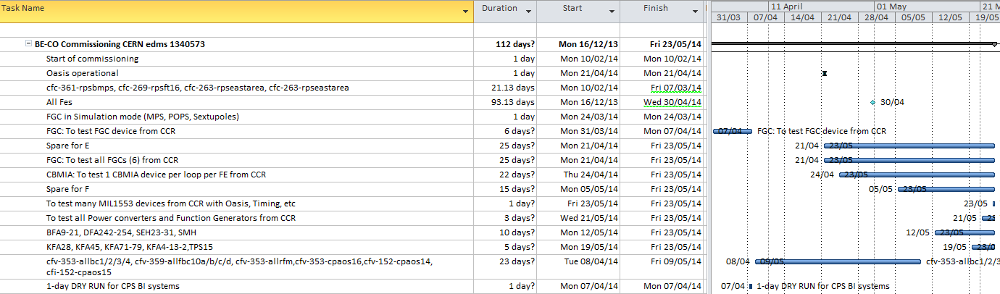 Task Name Duration Start Finish 11 April 01 May 21 M
31/03 07/04 14/04 21/04 28/04 05/05 12/05 19/05
BE-CO Commissioning CERN edms 1340573 112 days? Mon 16/12/13 Fri 23/05/14
Start of commissioning 1 day Mon 10/02/14 Mon 10/02/14
Oasis operational 1 day Mon 21/04/14 Mon 21/04/14
cfc-361-rpsbmps, cfc-269-rpsft16, cfc-263-rpseastarea, cfc-263-rpseastarea 21.13 days Mon 10/02/14 Fri 07/03/14
All Fes 93.13 days Mon 16/12/13 Wed 30/04/14 30/04
FGC in Simulation mode (MPS, POPS, Sextupoles) 1 day Mon 24/03/14 Mon 24/03/14
FGC: To test FGC device from CCR 6 days? Mon 31/03/14 Mon 07/04/14 07/04 FGC: To test FGC device from CCR
Spare for E 25 days? Mon 21/04/14 Fri 23/05/14 21/04 23/05
FGC: To test all FGCs (6) from CCR 25 days? Mon 21/04/14 Fri 23/05/14 21/04 23/05
CBMIA: To test 1 CBMIA device per loop per FE from CCR 22 days? Thu 24/04/14 Fri 23/05/14 24/04 23/05
Spare for F 15 days? Mon 05/05/14 Fri 23/05/14 05/05 23/05
To test many MIL1553 devices from CCR with Oasis, Timing, etc 1 day? Fri 23/05/14 Fri 23/05/14 23/05
To test all Power converters and Function Generators from CCR 3 days? Wed 21/05/14 Fri 23/05/14 21/05 23
BFA9-21, DFA242-254, SEH23-31, SMH 10 days? Mon 12/05/14 Fri 23/05/14 12/05 23/05
KFA28, KFA45, KFA71-79, KFA4-13-2,TPS15 5 days? Mon 19/05/14 Fri 23/05/14 19/05 23/0
cfv-353-allbc1/2/3/4, cfv-359-allfbc10a/b/c/d, cfv-353-allrfm,cfv-353-cpaos16,cfv-152-cpaos14, 23 days? Tue 08/04/14 Fri 09/05/14 08/04 09/05 cfv-353-allbc1/2/3
cfi-152-cpaos15
1-day DRY RUN for CPS BI systems 1 day? Mon 07/04/14 Mon 07/04/14 07/04 1-day DRY RUN for CPS BI systems